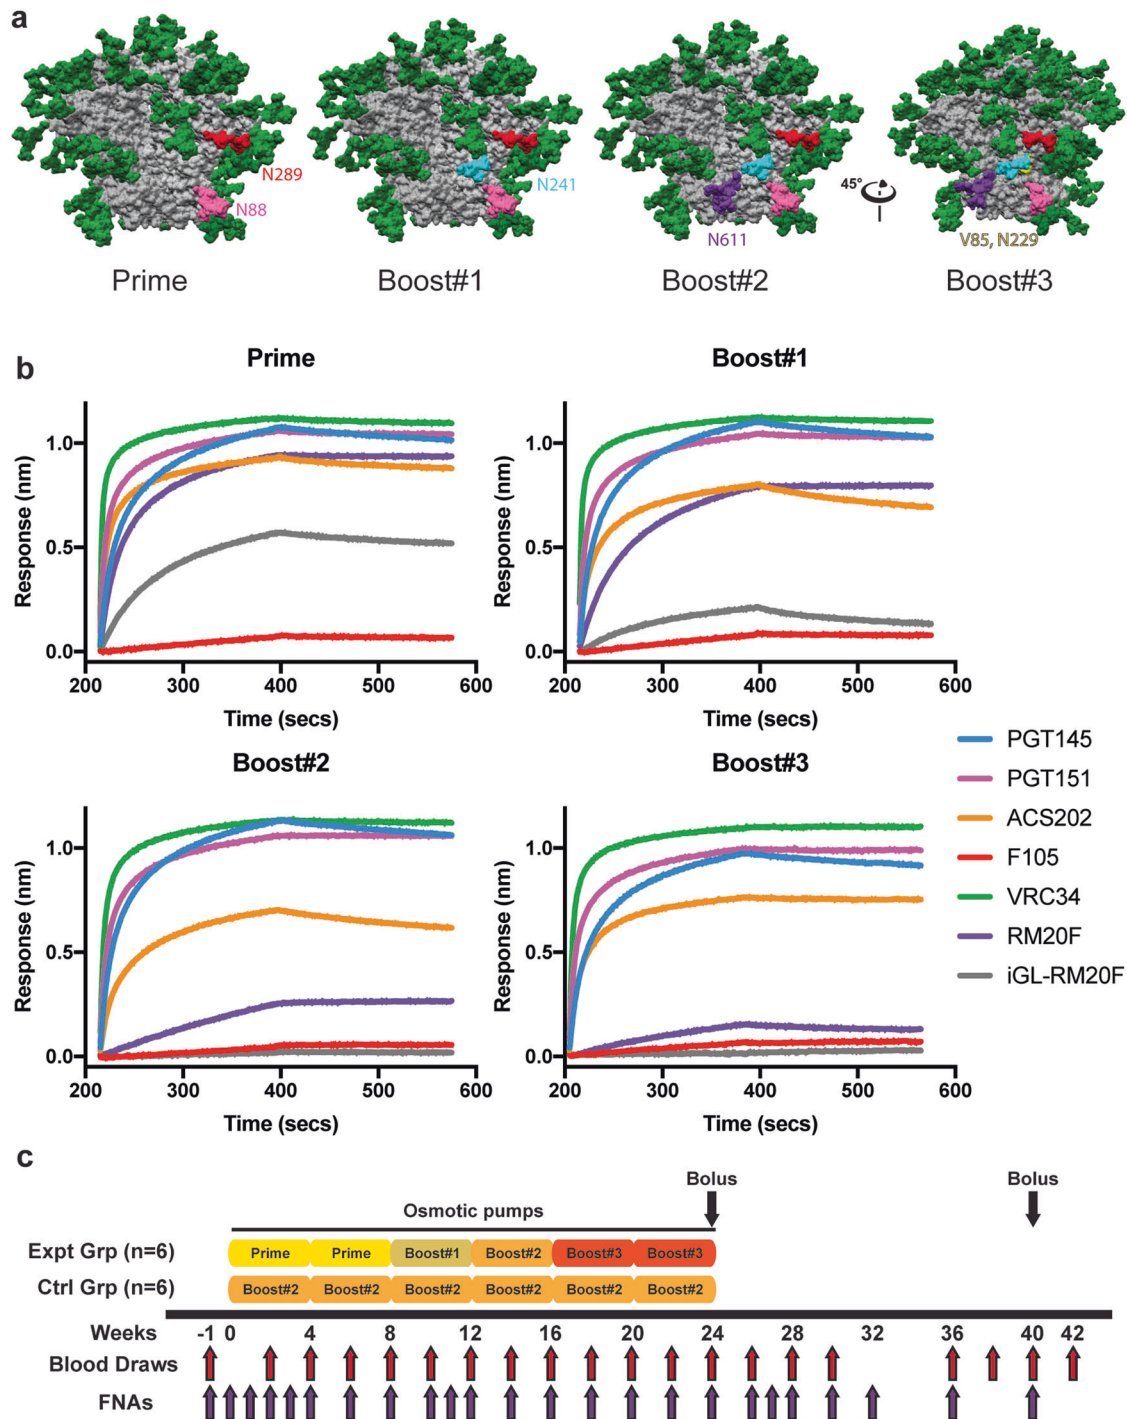 a
N289
N88
N241
N611
45°
V85, N229
Prime
Boost#1
Boost#2
Boost#3
b
Prime
Response (nm)
1.0
0.5
0.0
200 300 400 500 600
Time (secs)
Boost#1
Response (nm)
1.0
0.5
0.0
200 300 400 500 600
Time (secs)
Boost#2
Response (nm)
1.0
0.5
0.0
200 300 400 500 600
Time (secs)
Boost#3
Response (nm)
1.0
0.5
0.0
200 300 400 500 600
Time (secs)
PGT145
PGT151
ACS202
F105
VRC34
RM20F
iGL-RM20F
c
Bolus Bolus
Osmotic pumps
Expt Grp (n=6) Prime Prime Boost#1 Boost#2 Boost#3 Boost#3
Ctrl Grp (n=6) Boost#2 Boost#2 Boost#2 Boost#2 Boost#2 Boost#2
Weeks -1 0 4 8 12 16 20 24 28 32 36 40 42
Blood Draws
FNAs